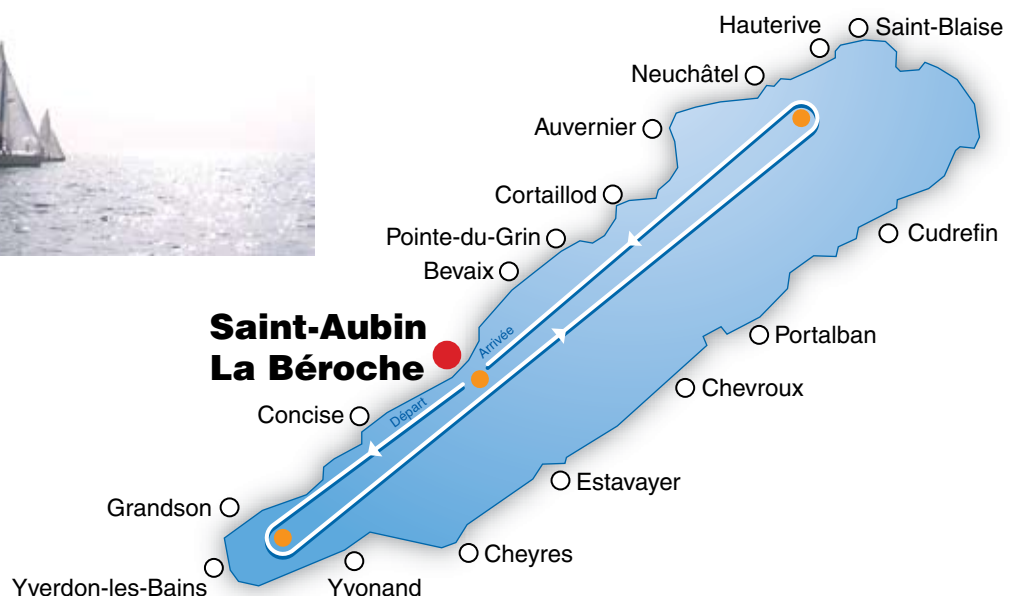 Hauterive
Saint-Blaise
Neuchâtel
Auvernier
Cortaillod
Pointe-du-Grin
Cudrefin
Bevaix
Saint-Aubin
La Béroche
Arrivée
Portalban
Chevroux
Départ
Concise
Estavayer
Grandson
Cheyres
Yverdon-les-Bains
Yvonand